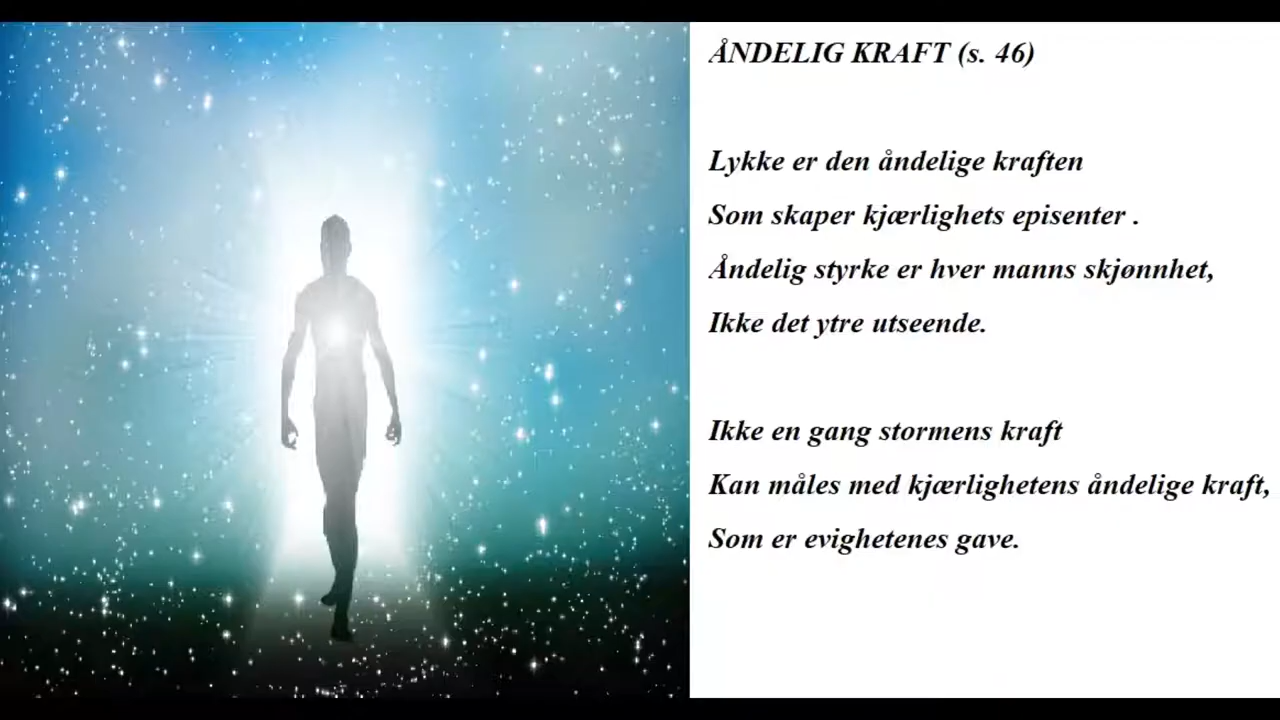 ÅNDELIG KRAFT (s. 46)
Lykke er den åndelige kraften
Som skaper kjærlighets episenter .
Åndelig styrke er hver manns skjønnhet,
Ikke det ytre utseende.
Ikke en gang stormens kraft
Kan måles med kjærlighetens åndelige kraft,
Som er evighetenes gave.